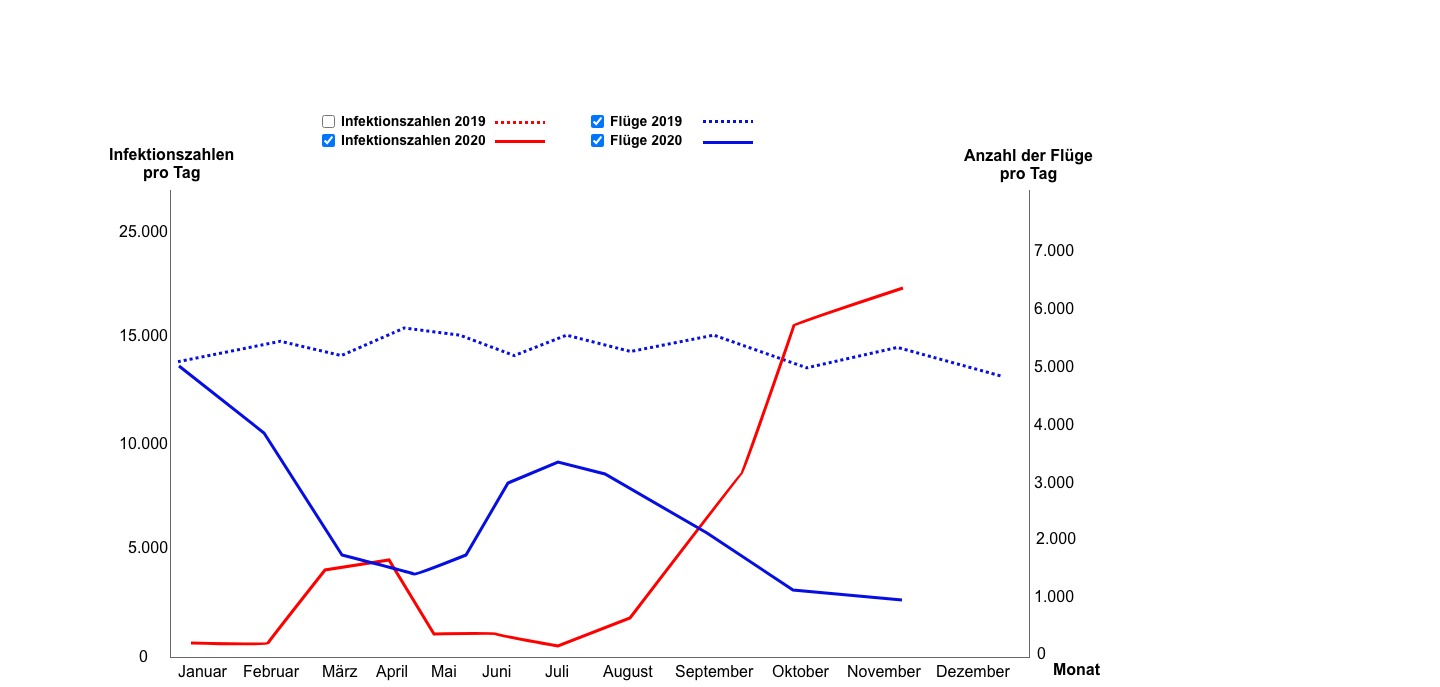 Infektionszahlen 2019
Flüge 2019
Infektionszahlen 2020
Flüge 2020
Infektionszahlen
pro Tag
Anzahl der Flüge
pro Tag
25.000
15.000
10.000
5.000
0
7.000
6.000
5.000
4.000
3.000
2.000
1.000
0
Januar Februar März April Mai Juni Juli August September Oktober November Dezember
Monat